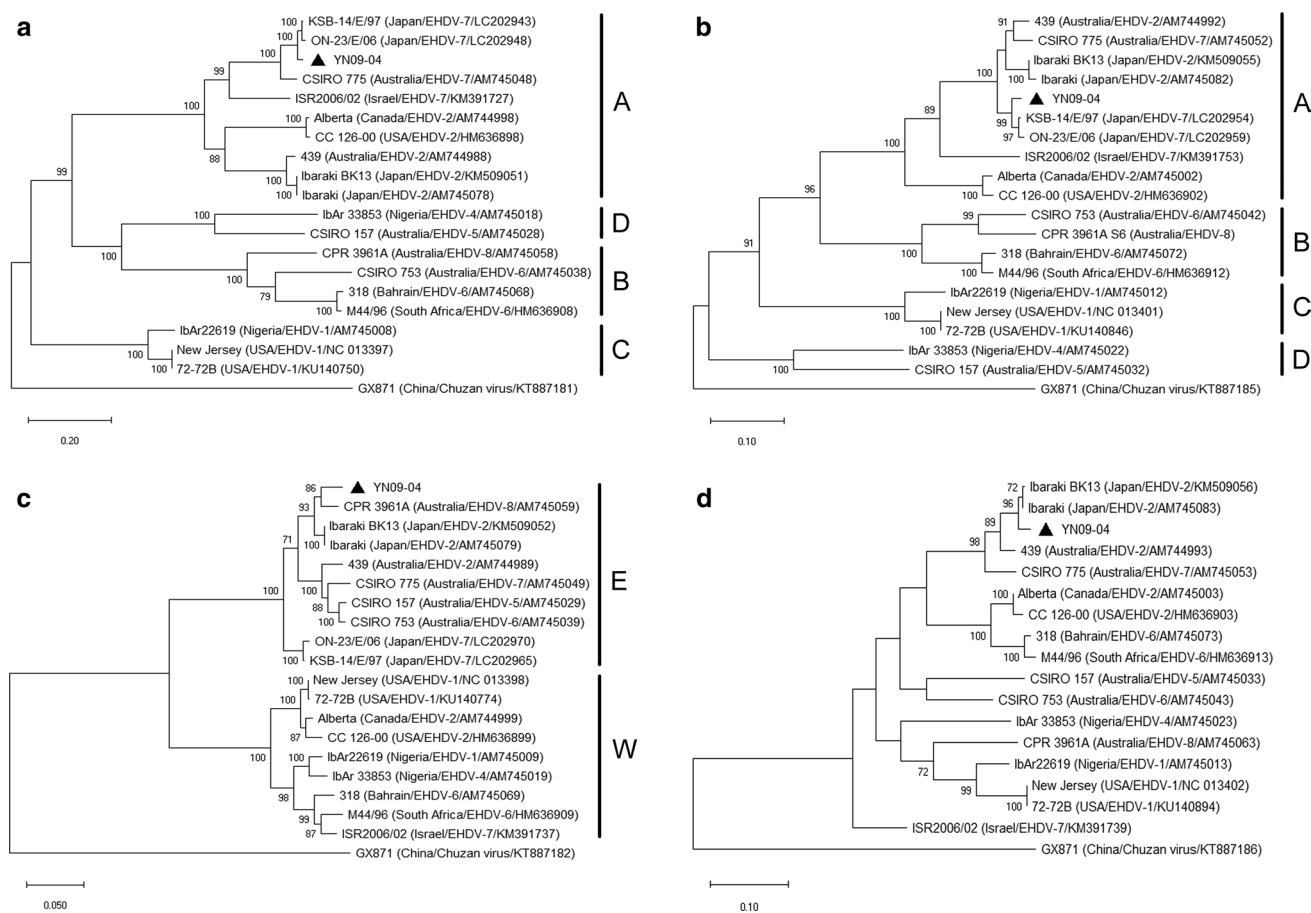 a
KSB-14/E/97 (Japan/EHDV-7/LC202943)
ON-23/E/06 (Japan/EHDV-7/LC202948)
YN09-04
CSIRO 775 (Australia/EHDV-7/AM745048)
ISR2006/02 (Israel/EHDV-7/KM391727)
Alberta (Canada/EHDV-2/AM744998)
CC 126-00 (USA/EHDV-2/HM636898)
439 (Australia/EHDV-2/AM744988)
Ibaraki BK13 (Japan/EHDV-2/KM509051)
Ibaraki (Japan/EHDV-2/AM745078)
IbAr 33853 (Nigeria/EHDV-4/AM745018)
CSIRO 157 (Australia/EHDV-5/AM745028)
CPR 3961A (Australia/EHDV-8/AM745058)
CSIRO 753 (Australia/EHDV-6/AM745038)
318 (Bahrain/EHDV-6/AM745068)
M44/96 (South Africa/EHDV-6/HM636908)
IbAr22619 (Nigeria/EHDV-1/AM745008)
New Jersey (USA/EHDV-1/NC 013397)
72-72B (USA/EHDV-1/KU140750)
GX871 (China/Chuzan virus/KT887181)
100
100
100
99
100
100
88
100
100
99
100
100
100
79
100
100
100
A
D
B
C
0.20
b
439 (Australia/EHDV-2/AM744992)
CSIRO 775 (Australia/EHDV-7/AM745052)
Ibaraki BK13 (Japan/EHDV-2/KM509055)
Ibaraki (Japan/EHDV-2/AM745082)
YN09-04
KSB-14/E/97 (Japan/EHDV-7/LC202954)
ON-23/E/06 (Japan/EHDV-7/LC202959)
ISR2006/02 (Israel/EHDV-7/KM391753)
Alberta (Canada/EHDV-2/AM745002)
CC 126-00 (USA/EHDV-2/HM636902)
CSIRO 753 (Australia/EHDV-6/AM745042)
CPR 3961A S6 (Australia/EHDV-8)
318 (Bahrain/EHDV-6/AM745072)
M44/96 (South Africa/EHDV-6/HM636912)
IbAr22619 (Nigeria/EHDV-1/AM745012)
New Jersey (USA/EHDV-1/NC 013401)
72-72B (USA/EHDV-1/KU140846)
IbAr 33853 (Nigeria/EHDV-4/AM745022)
CSIRO 157 (Australia/EHDV-5/AM745032)
GX871 (China/Chuzan virus/KT887185)
91
100
100
89
99
97
100
100
96
99
100
100
91
100
100
100
A
B
C
D
0.10
c
YN09-04
CPR 3961A (Australia/EHDV-8/AM745059)
Ibaraki BK13 (Japan/EHDV-2/KM509052)
Ibaraki (Japan/EHDV-2/AM745079)
439 (Australia/EHDV-2/AM744989)
CSIRO 775 (Australia/EHDV-7/AM745049)
CSIRO 157 (Australia/EHDV-5/AM745029)
CSIRO 753 (Australia/EHDV-6/AM745039)
ON-23/E/06 (Japan/EHDV-7/LC202970)
KSB-14/E/97 (Japan/EHDV-7/LC202965)
New Jersey (USA/EHDV-1/NC 013398)
72-72B (USA/EHDV-1/KU140774)
Alberta (Canada/EHDV-2/AM744999)
CC 126-00 (USA/EHDV-2/HM636899)
IbAr22619 (Nigeria/EHDV-1/AM745009)
IbAr 33853 (Nigeria/EHDV-4/AM745019)
318 (Bahrain/EHDV-6/AM745069)
M44/96 (South Africa/EHDV-6/HM636909)
ISR2006/02 (Israel/EHDV-7/KM391737)
GX871 (China/Chuzan virus/KT887182)
86
93
100
71
100
88
100
100
100
100
100
87
100
100
98
99
87
E
W
0.050
d
Ibaraki BK13 (Japan/EHDV-2/KM509056)
Ibaraki (Japan/EHDV-2/AM745083)
YN09-04
439 (Australia/EHDV-2/AM744993)
CSIRO 775 (Australia/EHDV-7/AM745053)
Alberta (Canada/EHDV-2/AM745003)
CC 126-00 (USA/EHDV-2/HM636903)
318 (Bahrain/EHDV-6/AM745073)
M44/96 (South Africa/EHDV-6/HM636913)
CSIRO 157 (Australia/EHDV-5/AM745033)
CSIRO 753 (Australia/EHDV-6/AM745043)
IbAr 33853 (Nigeria/EHDV-4/AM745023)
CPR 3961A (Australia/EHDV-8/AM745063)
IbAr22619 (Nigeria/EHDV-1/AM745013)
New Jersey (USA/EHDV-1/NC 013402)
72-72B (USA/EHDV-1/KU140894)
ISR2006/02 (Israel/EHDV-7/KM391739)
GX871 (China/Chuzan virus/KT887186)
72
96
89
98
100
100
100
72
99
100
0.10